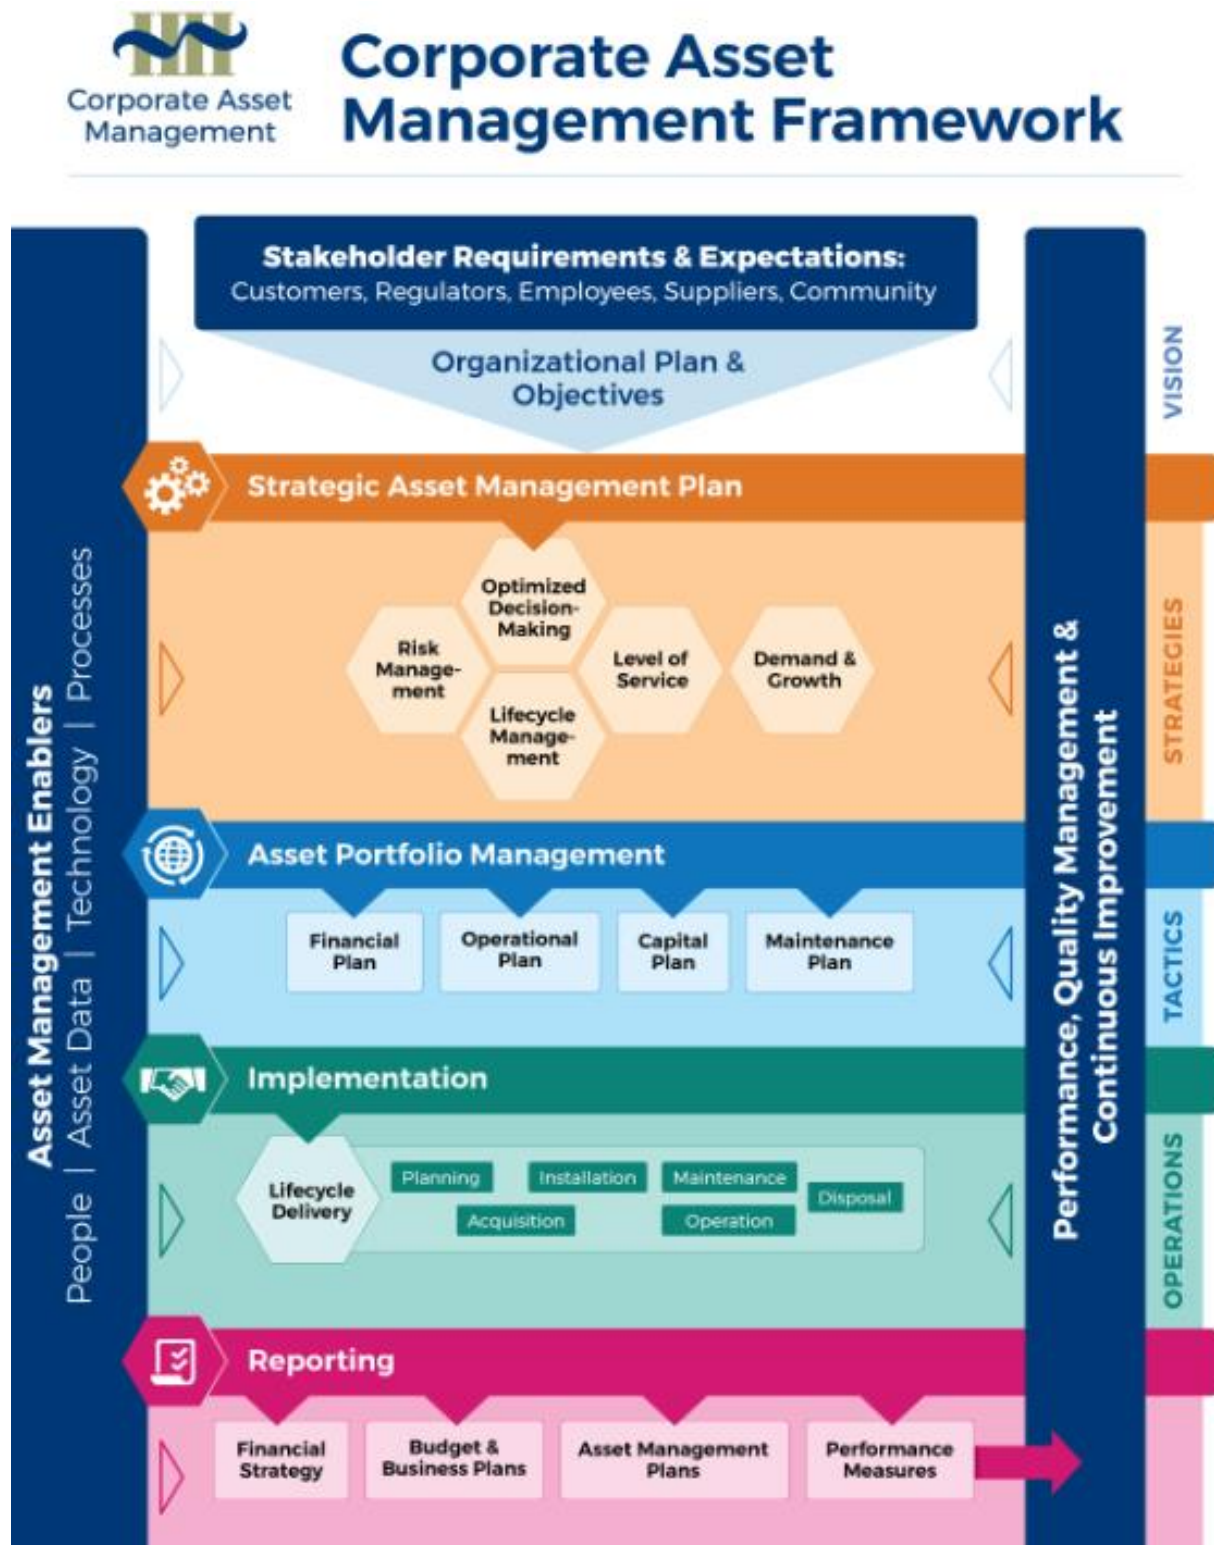 Corporate Asset
Management
Corporate Asset
Management Framework
Stakeholder Requirements & Expectations:
Customers, Regulators, Employees, Suppliers, Community
Organizational Plan &
Objectives
VISION
Strategic Asset Management Plan
Optimized
Decision-
Making
Risk
Manage-
ment
Level of
Service
Demand &
Growth
Lifecycle
Manage-
ment
STRATEGIES
Asset Portfolio Management
Financial
Plan
Operational
Plan
Capital
Plan
Maintenance
Plan
TACTICS
Implementation
Lifecycle
Delivery
Planning
Acquisition
Installation
Maintenance
Operation
Disposal
OPERATIONS
Reporting
Financial
Strategy
Budget &
Business Plans
Asset Management
Plans
Performance
Measures
Asset Management Enablers
People | Asset Data | Technology | Processes
Performance, Quality Management &
Continuous Improvement